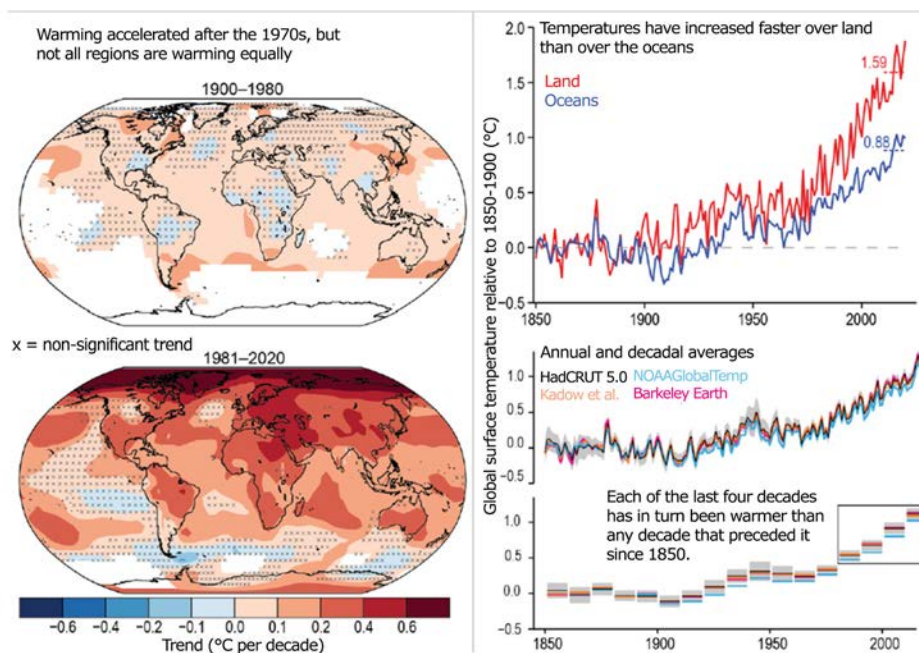 Warming accelerated after the 1970s, but
not all regions are warming equally
1900–1980
x = non-significant trend
1981–2020
−0.6 −0.4 −0.2 −0.1 0.0 0.1 0.2 0.4 0.6
Trend (°C per decade)
Global surface temperature relative to 1850-1900 (°C)
Temperatures have increased faster over land
than over the oceans
Land
Oceans
1.59
0.88
2.0
1.5
1.0
0.5
0.0
−0.5
1850 1900 1950 2000
Annual and decadal averages
HadCRUT 5.0 NOAAGlobalTemp
Kadow et al. Barkeley Earth
1.0
0.5
0.0
−0.5
Each of the last four decades
has in turn been warmer than
any decade that preceded it
since 1850.
1.0
0.5
0.0
−0.5
1850 1900 1950 2000